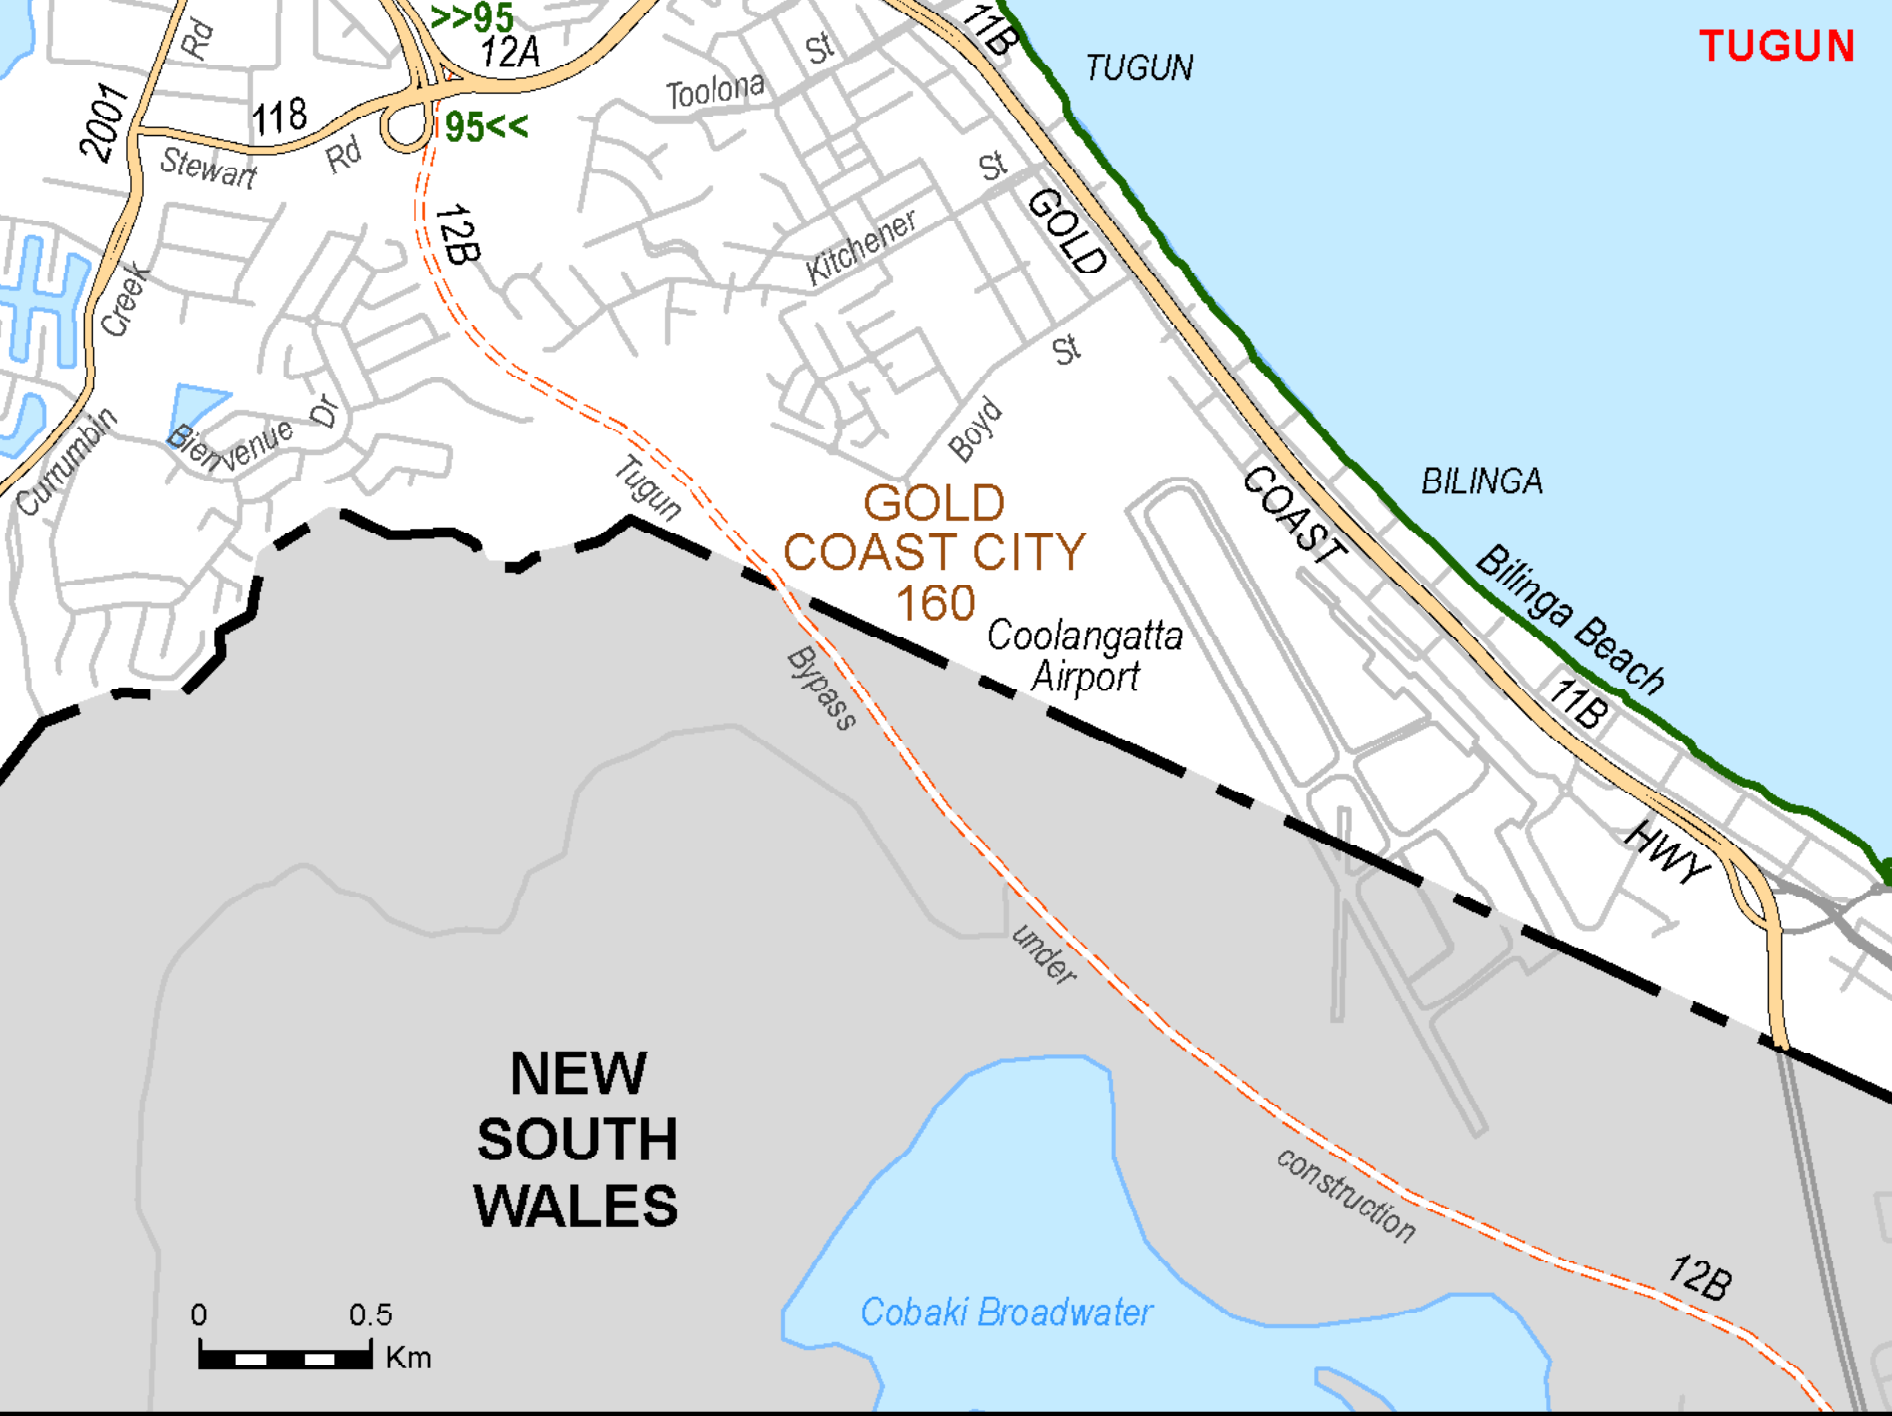 >>95
12A
11B
TUGUN
TUGUN
Rd
St
Toolona
2001
118
95<<
Stewart
Rd
St
12B
GOLD
Kitchener
Creek
St
Dr
Bienvenue
Boyd
Currumbin
Tugun
GOLD
COAST CITY
160
COAST
BILINGA
Bilinga Beach
Coolangatta
Airport
Bypass
11B
HWY
under
NEW
SOUTH
WALES
construction
12B
Cobaki Broadwater
0 0.5
Km